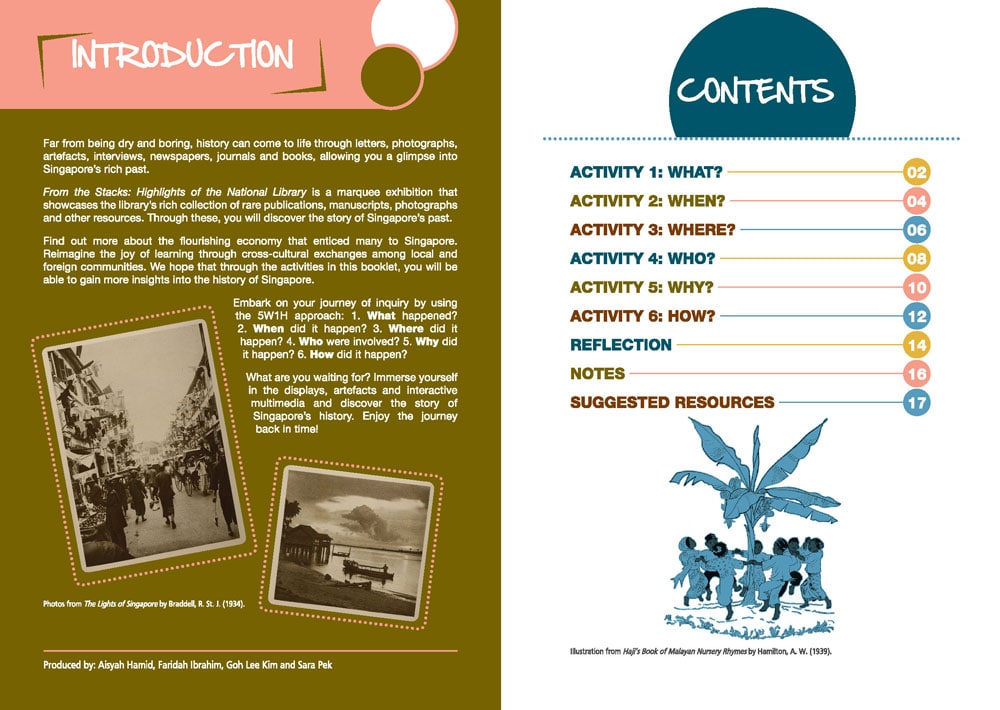 INTRODUCTION
Far from being dry and boring, history can come to life through letters, photographs,
artefacts, interviews, newspapers, journals and books, allowing you a glimpse into
Singapore's rich past.
From the Stacks: Highlights of the National Library is a marquee exhibition that
showcases the library's rich collection of rare publications, manuscripts, photographs
and other resources. Through these, you will discover the story of Singapore's past.
Find out more about the flourishing economy that enticed many to Singapore.
Reimagine the joy of learning through cross-cultural exchanges among local and
foreign communities. We hope that through the activities in this booklet, you will be
able to gain more insights into the history of Singapore.
Embark on your journey of inquiry by using
the 5W1H approach: 1. What happened?
2. When did it happen? 3. Where did it
happen? 4. Who were involved? 5. Why did
it happen? 6. How did it happen?
What are you waiting for? Immerse yourself
in the displays, artefacts and interactive
multimedia and discover the story of
Singapore's history. Enjoy the journey
back in time!
Photos from The Lights of Singapore by Braddell, R. St. J. (1934).
Produced by: Aisyah Hamid, Faridah Ibrahim, Goh Lee Kim and Sara Pek
CONTENTS
ACTIVITY 1: WHAT? 02
ACTIVITY 2: WHEN? 04
ACTIVITY 3: WHERE? 06
ACTIVITY 4: WHO? 08
ACTIVITY 5: WHY? 10
ACTIVITY 6: HOW? 12
REFLECTION 14
NOTES 16
SUGGESTED RESOURCES 17
Illustration from Haji's Book of Malayan Nursery Rhymes by Hamilton, A. W. (1939).